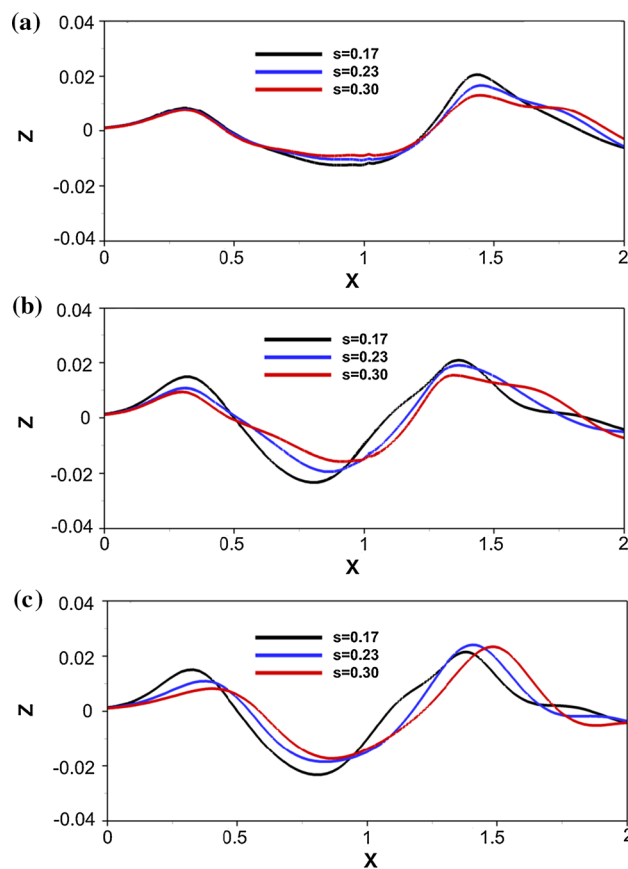 (a)
0.04
s=0.17
s=0.23
s=0.30
0.02
Z
0
-0.02
-0.04
0 0.5 1 1.5 2
X
(b)
0.04
s=0.17
s=0.23
s=0.30
0.02
Z
0
-0.02
-0.04
0 0.5 1 1.5 2
X
(c)
0.04
s=0.17
s=0.23
s=0.30
0.02
Z
0
-0.02
-0.04
0 0.5 1 1.5 2
X